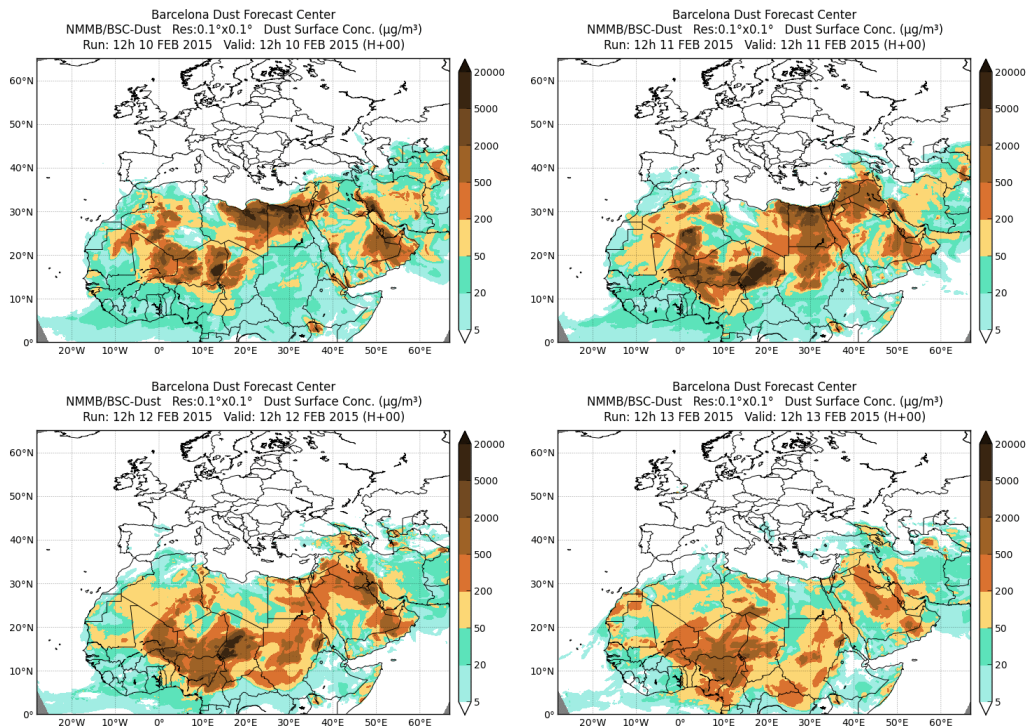 Barcelona Dust Forecast Center
NMMB/BSC-Dust Res:0.1°x0.1° Dust Surface Conc. (µg/m³)
Run: 12h 10 FEB 2015 Valid: 12h 10 FEB 2015 (H+00)
60°N
50°N
40°N
30°N
20°N
10°N
0°
20°W
10°W
0°
10°E
20°E
30°E
40°E
50°E
60°E
20000
5000
2000
500
200
50
20
5
Barcelona Dust Forecast Center
NMMB/BSC-Dust Res:0.1°x0.1° Dust Surface Conc. (µg/m³)
Run: 12h 11 FEB 2015 Valid: 12h 11 FEB 2015 (H+00)
60°N
50°N
40°N
30°N
20°N
10°N
0°
20°W
10°W
0°
10°E
20°E
30°E
40°E
50°E
60°E
20000
5000
2000
500
200
50
20
5
Barcelona Dust Forecast Center
NMMB/BSC-Dust Res:0.1°x0.1° Dust Surface Conc. (µg/m³)
Run: 12h 12 FEB 2015 Valid: 12h 12 FEB 2015 (H+00)
60°N
50°N
40°N
30°N
20°N
10°N
0°
20°W
10°W
0°
10°E
20°E
30°E
40°E
50°E
60°E
20000
5000
2000
500
200
50
20
5
Barcelona Dust Forecast Center
NMMB/BSC-Dust Res:0.1°x0.1° Dust Surface Conc. (µg/m³)
Run: 12h 13 FEB 2015 Valid: 12h 13 FEB 2015 (H+00)
60°N
50°N
40°N
30°N
20°N
10°N
0°
20°W
10°W
0°
10°E
20°E
30°E
40°E
50°E
60°E
20000
5000
2000
500
200
50
20
5